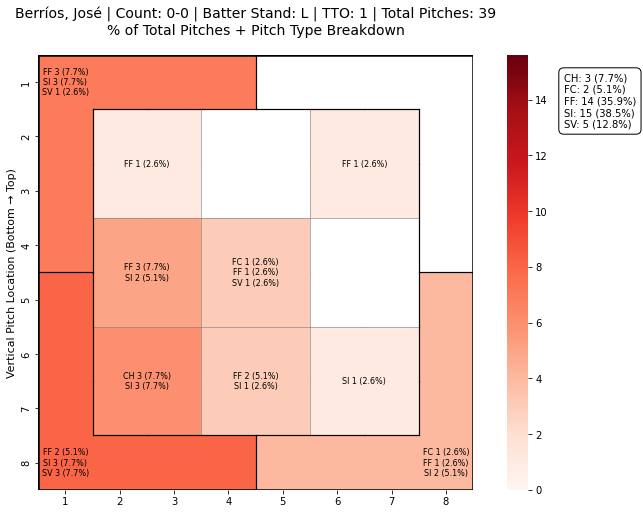 Berríos, José | Count: 0-0 | Batter Stand: L | TTO: 1 | Total Pitches: 39
% of Total Pitches + Pitch Type Breakdown
FF 3 (7.7%)
SI 3 (7.7%)
SV 1 (2.6%)
FF 1 (2.6%)
FF 1 (2.6%)
FF 3 (7.7%)
SI 2 (5.1%)
FC 1 (2.6%)
FF 1 (2.6%)
SV 1 (2.6%)
CH 3 (7.7%)
SI 3 (7.7%)
FF 2 (5.1%)
SI 1 (2.6%)
SI 1 (2.6%)
FF 2 (5.1%)
SI 3 (7.7%)
SV 3 (7.7%)
FC 1 (2.6%)
FF 1 (2.6%)
SI 2 (5.1%)
Vertical Pitch Location (Bottom → Top)
1
2
3
4
5
6
7
8
1 2 3 4 5 6 7 8
14
12
10
8
6
4
2
0
CH: 3 (7.7%)
FC: 2 (5.1%)
FF: 14 (35.9%)
SI: 15 (38.5%)
SV: 5 (12.8%)